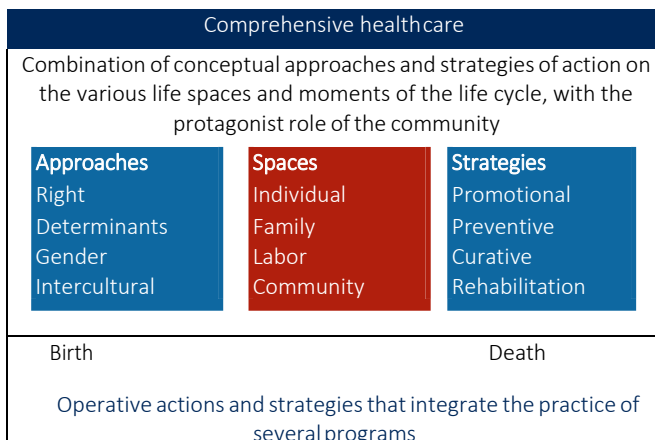 Comprehensive healthcare
Combination of conceptual approaches and strategies of action on
the various life spaces and moments of the life cycle, with the
protagonist role of the community
Approaches
Right
Determinants
Gender
Intercultural
Spaces
Individual
Family
Labor
Community
Strategies
Promotional
Preventive
Curative
Rehabilitation
Birth Death
Operative actions and strategies that integrate the practice of
several programs